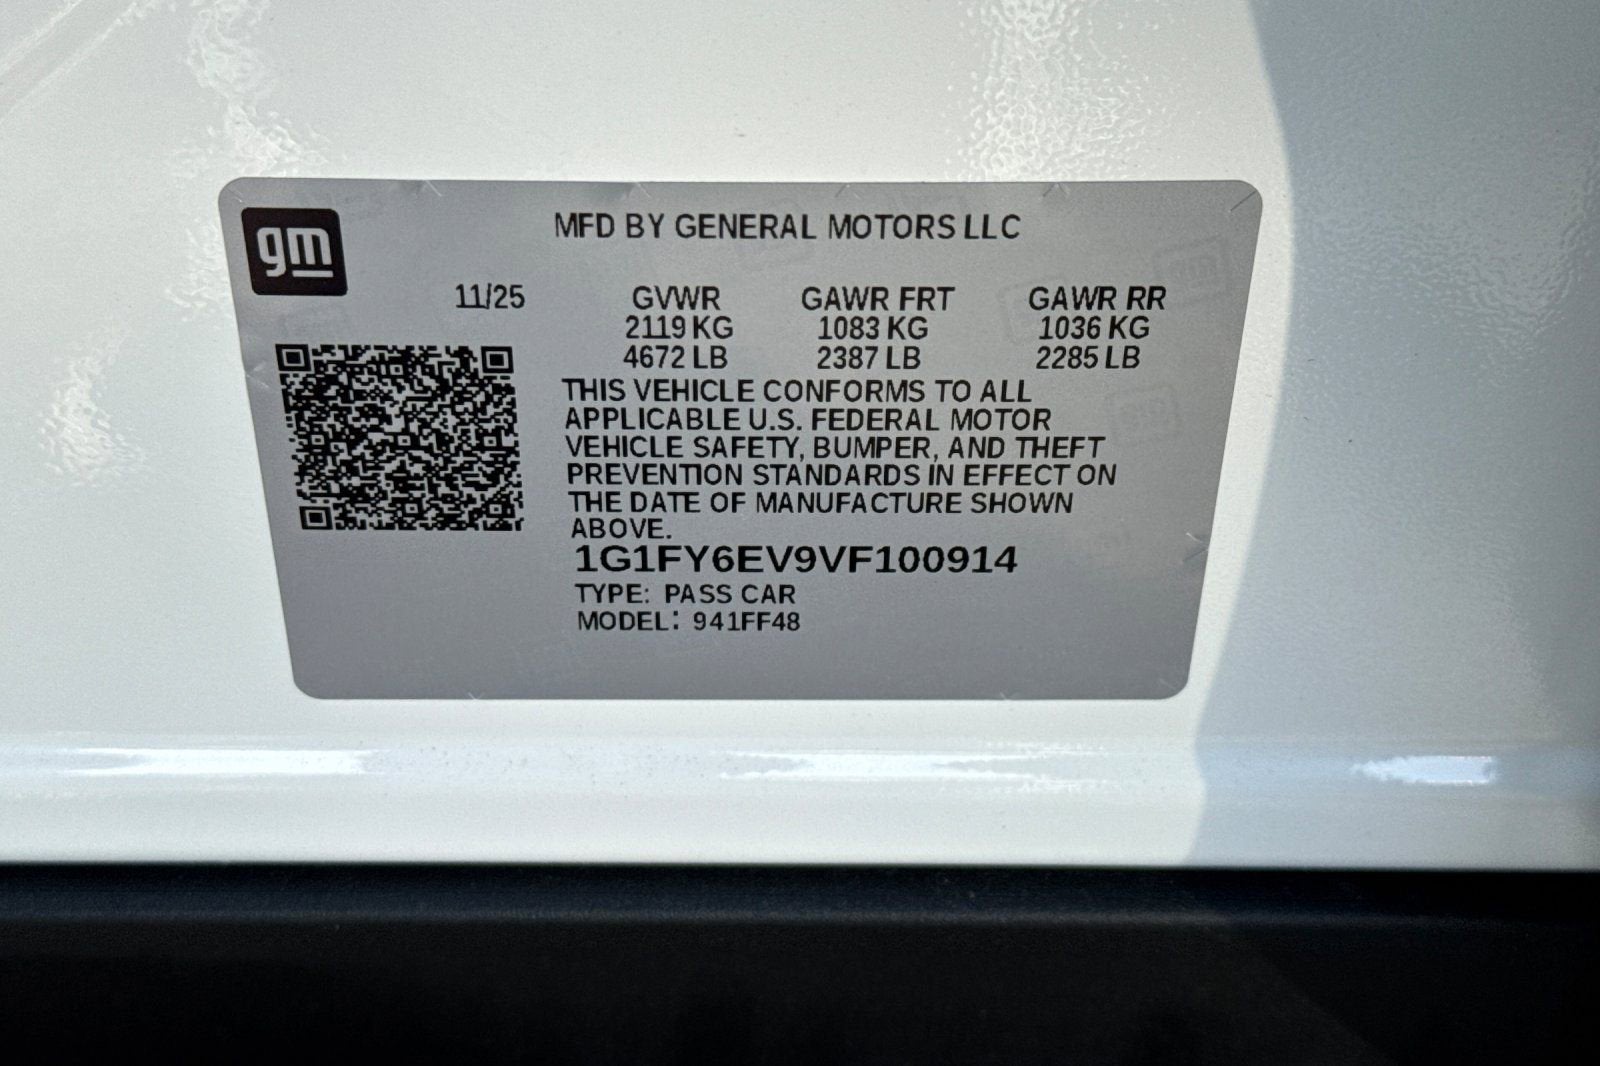 gm
MFD BY GENERAL MOTORS LLC
11/25 GVWR GAWR FRT GAWR RR
2119 KG 1083 KG 1036 KG
4672 LB 2387 LB 2285 LB
THIS VEHICLE CONFORMS TO ALL
APPLICABLE U.S. FEDERAL MOTOR
VEHICLE SAFETY, BUMPER, AND THEFT
PREVENTION STANDARDS IN EFFECT ON
THE DATE OF MANUFACTURE SHOWN
ABOVE.
1G1FY6EV9VF100914
TYPE: PASS CAR
MODEL: 941FF48